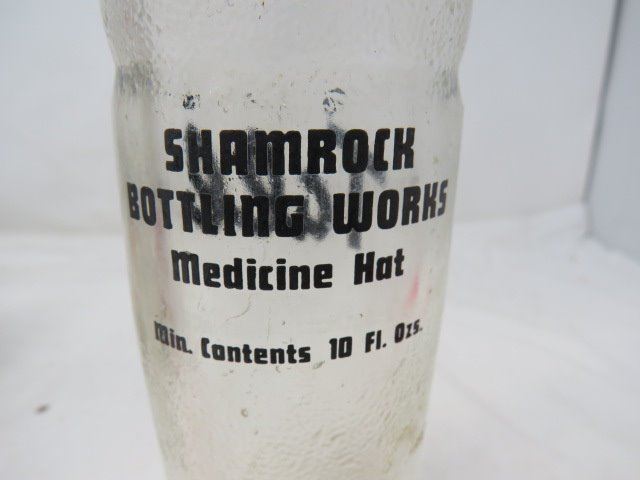 SHAMROCK
BOTTLING WORKS
Medicine Hat
Min. Contents 10 Fl. Ozs.